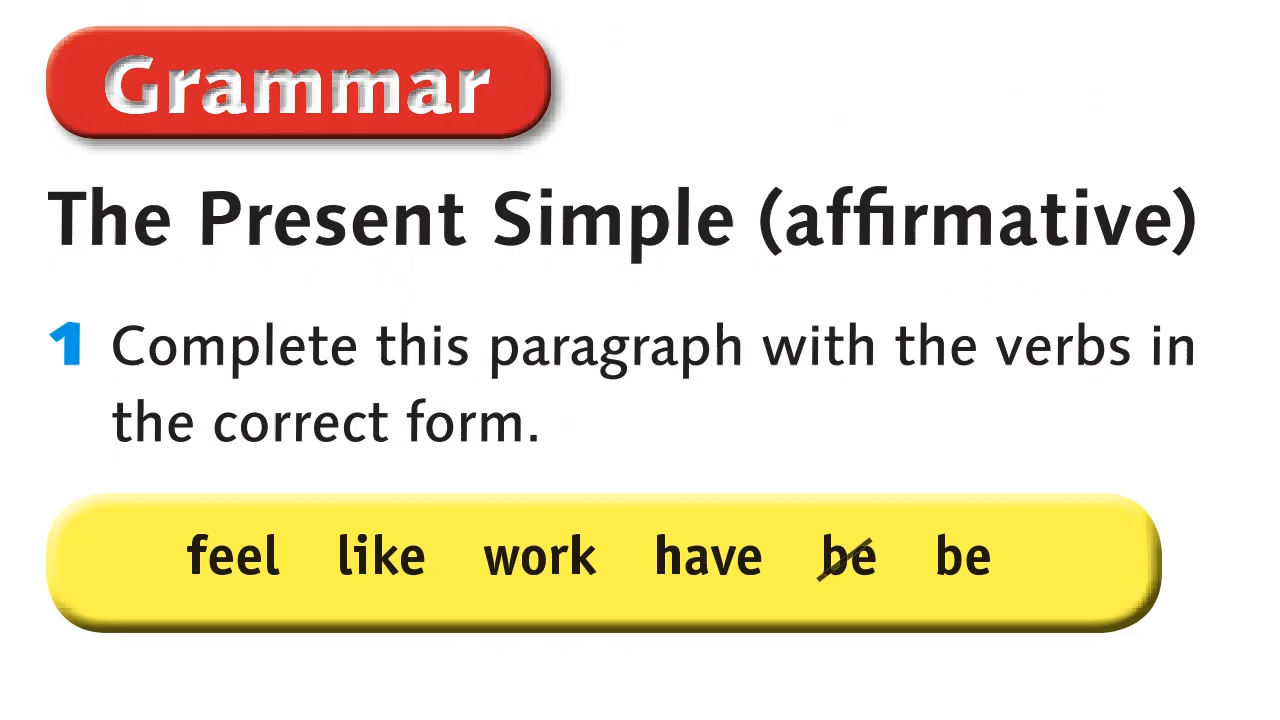 Grammar
The Present Simple (affirmative)
1 Complete this paragraph with the verbs in
the correct form.
feel like work have be be